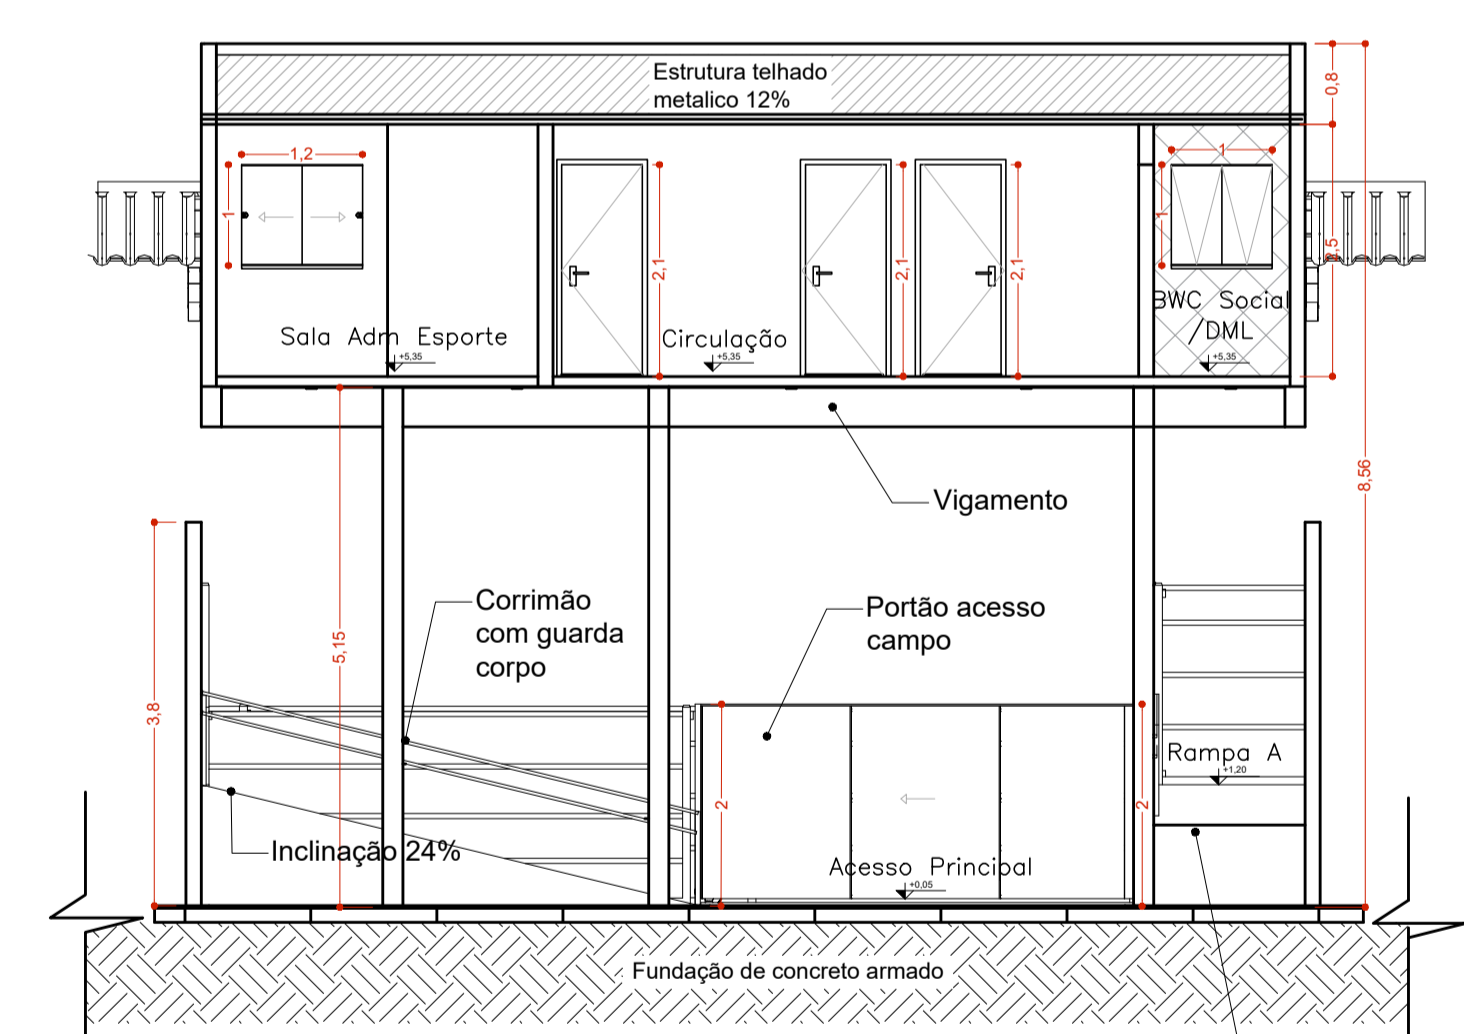 Estrutura telhado
metalico 12%
0,8
1,2
1
1
1
2,1
2,1
2,1
2,5
BWC Social
/DML
Sala Adm Esporte
Circulação
+5,35
+5,35
+5,35
8,56
Vigamento
Corrimão
com guarda
corpo
Portão acesso
campo
5,15
3,8
Rampa A
+1,20
2
2
Inclinação 24%
Acesso Principal
+0,05
Fundação de concreto armado